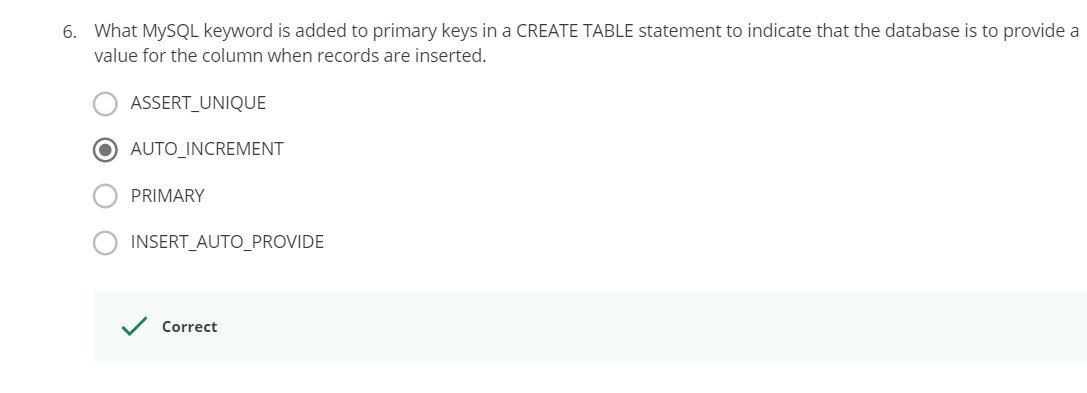 6. What MySQL keyword is added to primary keys in a CREATE TABLE statement to indicate that the database is to provide a
value for the column when records are inserted.
ASSERT_UNIQUE
AUTO_INCREMENT
PRIMARY
INSERT_AUTO_PROVIDE
Correct